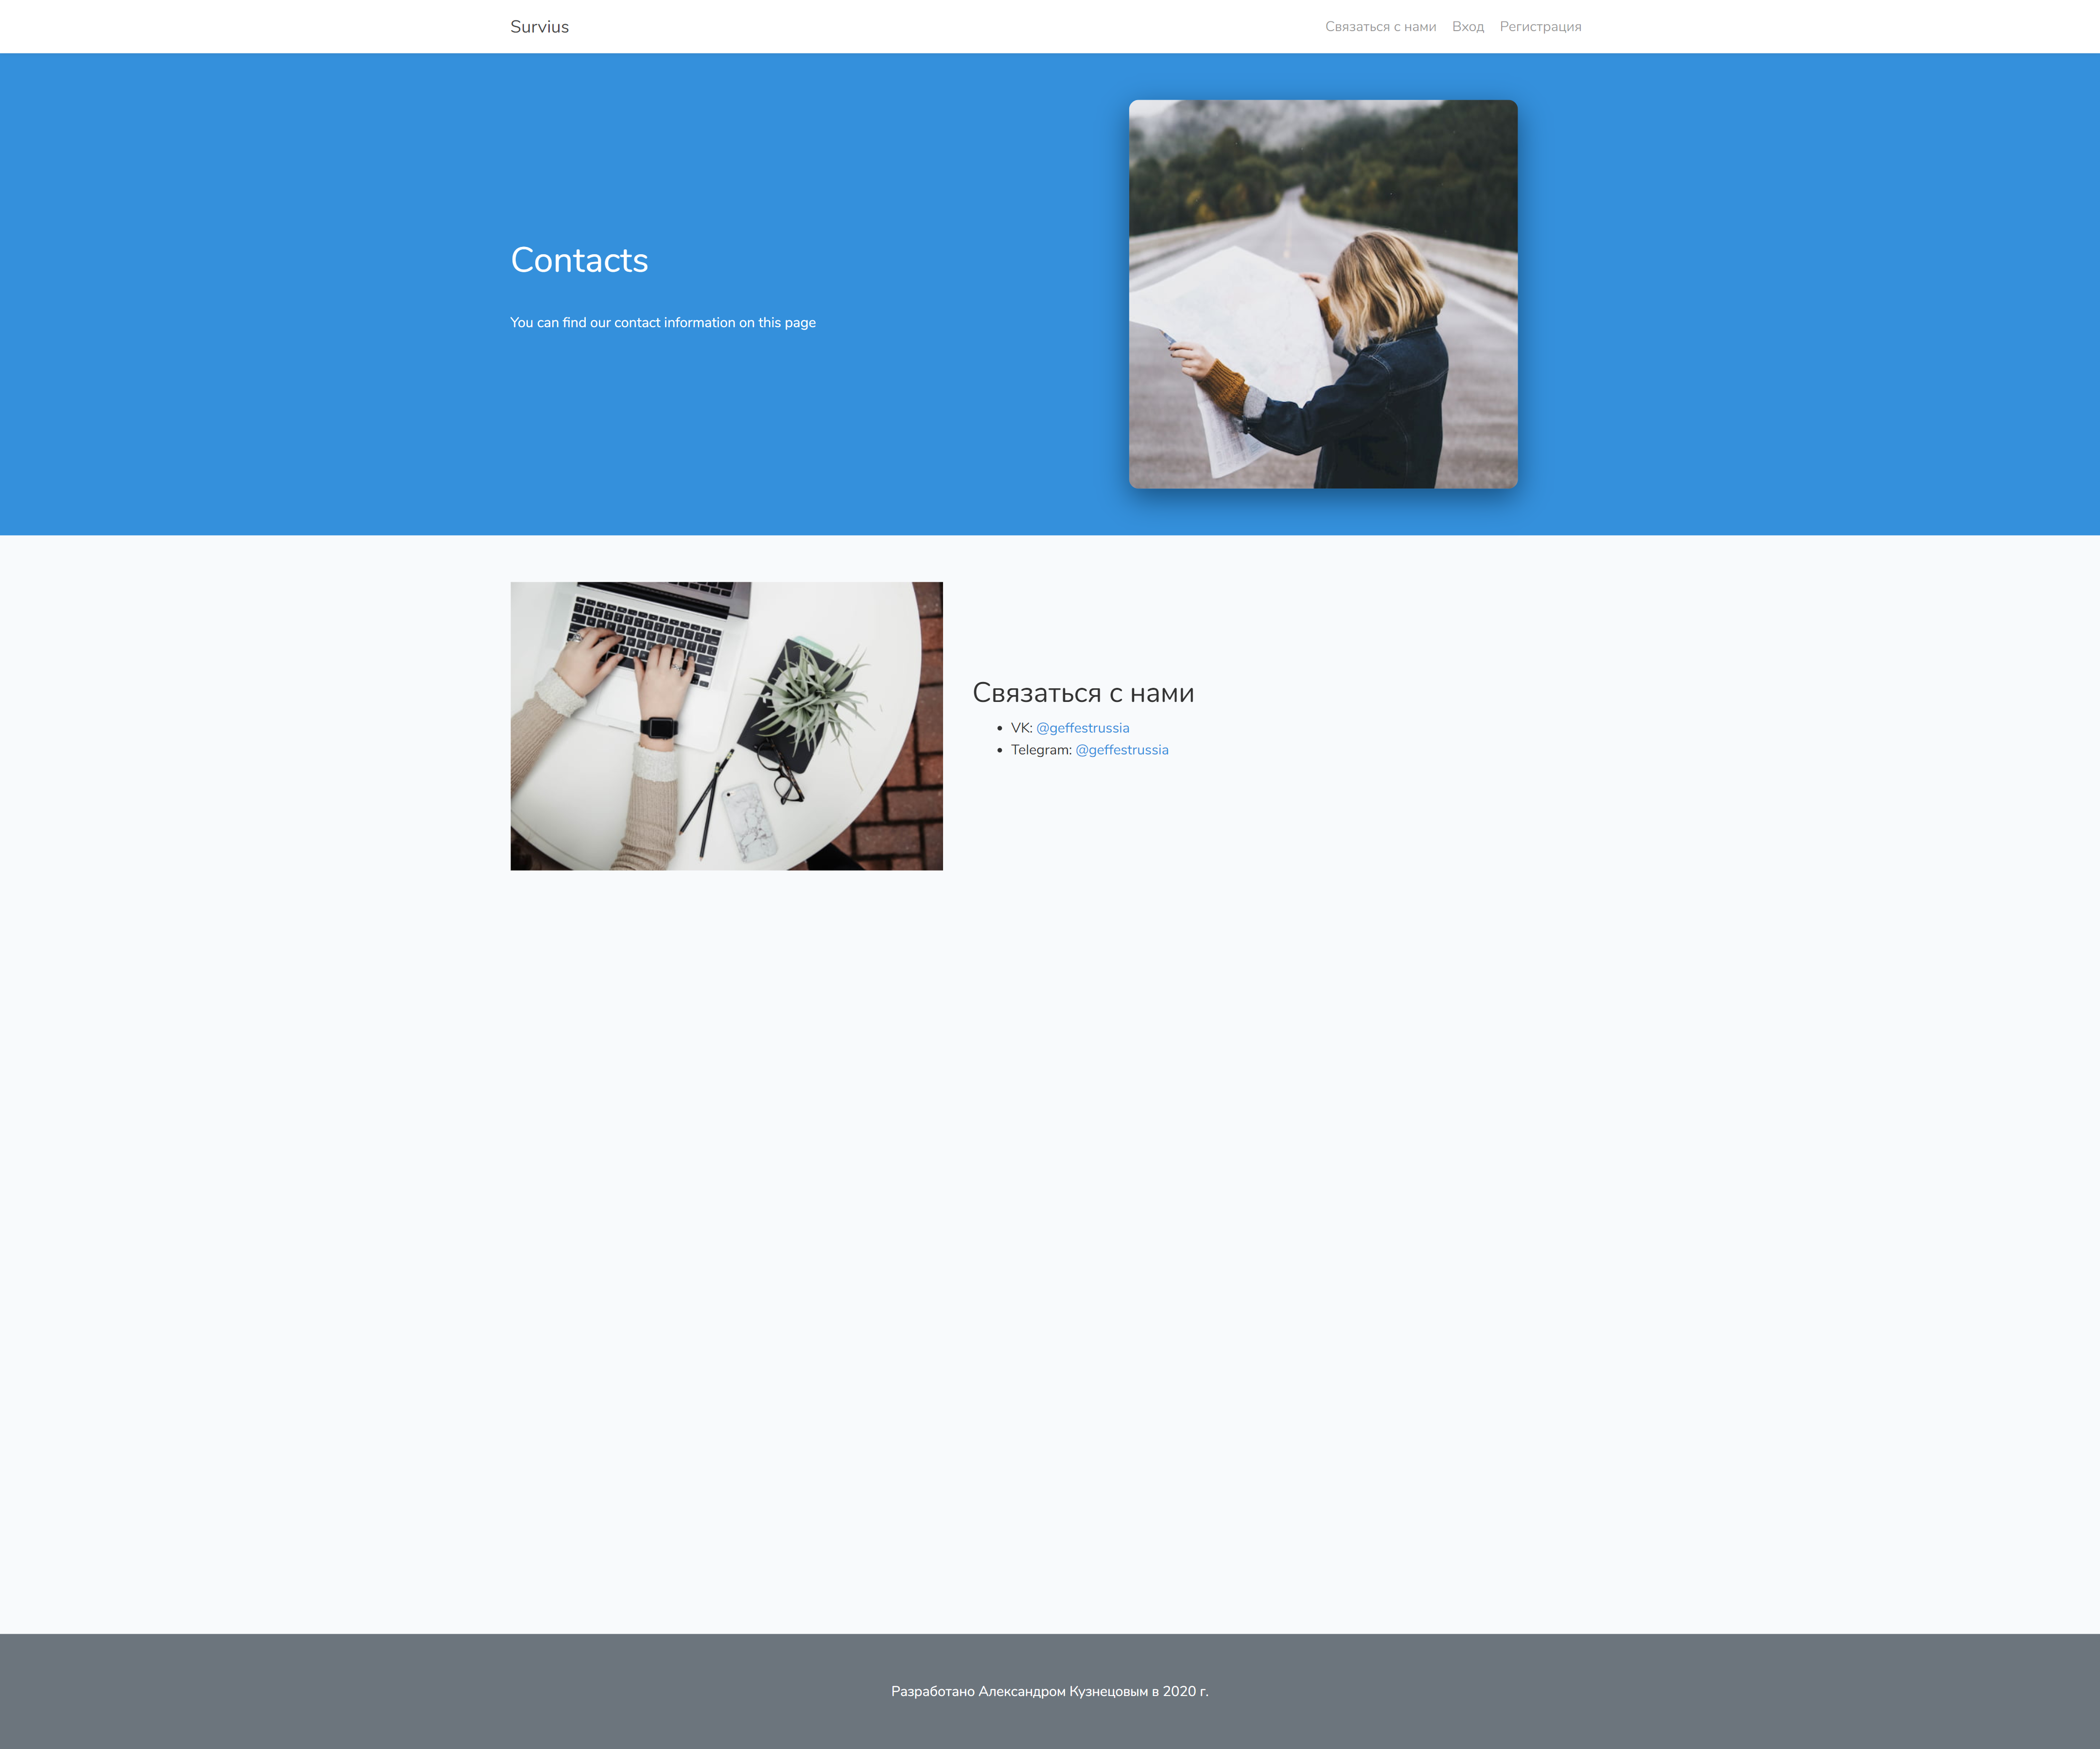 Survius
Связаться с нами
Вход
Регистрация
Contacts
You can find our contact information on this page
Связаться с нами
VK: @geffestrussia
Telegram: @geffestrussia
Разработано Александром Кузнецовым в 2020 г.